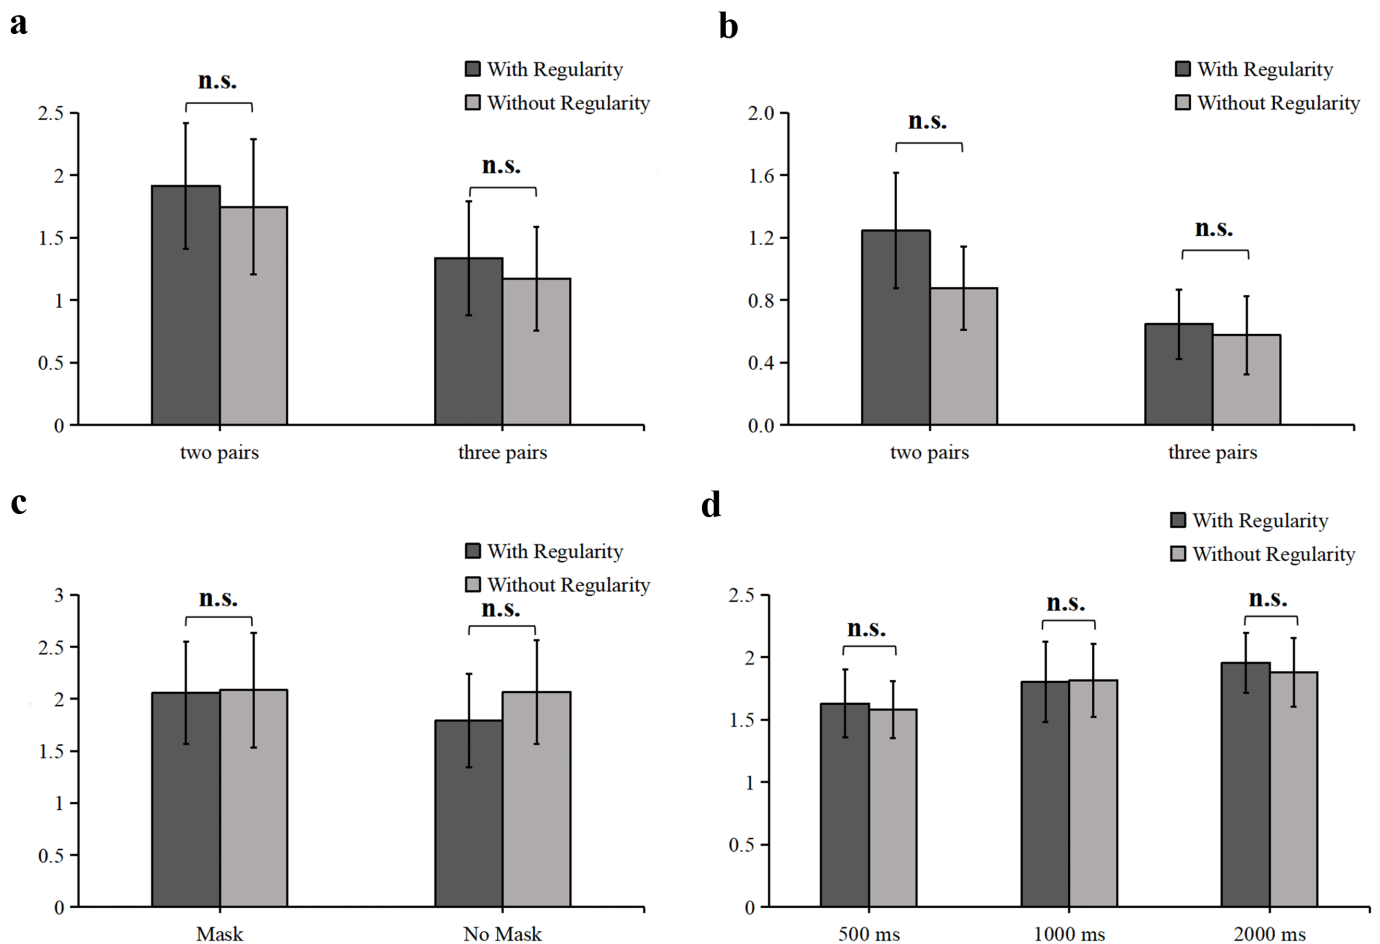 a
With Regularity
Without Regularity
n.s.
n.s.
2.5
2
1.5
1
0.5
0
two pairs
three pairs
b
With Regularity
Without Regularity
n.s.
n.s.
2.0
1.6
1.2
0.8
0.4
0.0
two pairs
three pairs
c
With Regularity
Without Regularity
n.s.
n.s.
3
2.5
2
1.5
1
0.5
0
Mask
No Mask
d
With Regularity
Without Regularity
n.s.
n.s.
n.s.
2.5
2
1.5
1
0.5
0
500 ms
1000 ms
2000 ms